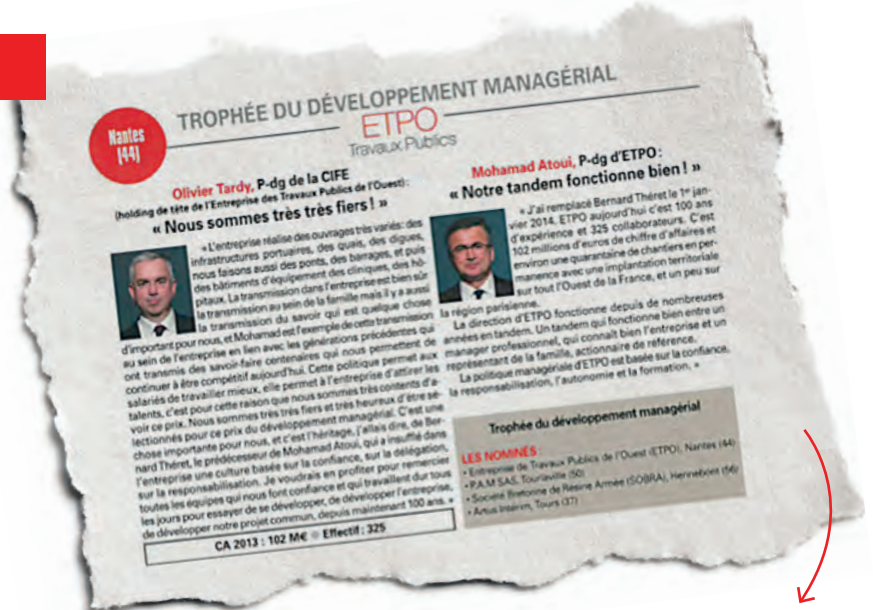 Nantes
(44)
TROPHÉE DU DÉVELOPPEMENT MANAGÉRIAL
ETPO
Travaux Publics
Olivier Tardy, P-dg de la CIFE
(holding de tête de l'Entreprise des Travaux Publics de l'Ouest) :
« Nous sommes très très fiers ! »
« L'entreprise réalise des ouvrages très variés: des
infrastructures portuaires, des quais, des digues,
nous faisons aussi des ponts, des barrages, et puis
des bâtiments d'équipement des cliniques, des hô-
pitaux. La transmission dans l'entreprise est bien sûr
la transmission au sein de la famille mais il y a aussi
la transmission du savoir qui est quelque chose
d'important pour nous, et Mohamad est l'exemple de cette transmission
au sein de l'entreprise en lien avec les générations précédentes qui
ont transmis des savoir-faire centenaires qui nous permettent de
continuer à être compétitif aujourd'hui. Cette politique permet aux
salariés de travailler mieux, elle permet à l'entreprise d'attirer les
talents, c'est pour cette raison que nous sommes très contents d'a-
voir ce prix. Nous sommes très très fiers et très heureux d'être sé-
lectionnés pour ce prix du développement managérial. C'est une
chose importante pour nous, et c'est l'héritage, j'allais dire, de Ber-
nard Théret, le prédécesseur de Mohamad Atoui, qui a insufflé dans
l'entreprise une culture basée sur la confiance, sur la délégation,
sur la responsabilisation. Je voudrais en profiter pour remercier
toutes les équipes qui nous font confiance et qui travaillent dur tous
les jours pour essayer de se développer, de développer l'entreprise,
de développer notre projet commun, depuis maintenant 100 ans. »
CA 2013 : 102 M€ Effectif : 325
Mohamad Atoui, P-dg d'ETPO :
« Notre tandem fonctionne bien ! »
« J'ai remplacé Bernard Théret le 1er jan-
vier 2014. ETPO aujourd'hui c'est 100 ans
d'expérience et 325 collaborateurs. C'est
102 millions d'euros de chiffre d'affaires et
environ une quarantaine de chantiers en per-
manence avec une implantation territoriale
sur tout l'Ouest de la France, et un peu sur
la région parisienne.
La direction d'ETPO fonctionne depuis de nombreuses
années en tandem. Un tandem qui fonctionne bien entre un
manager professionnel, qui connaît bien l'entreprise et un
représentant de la famille, actionnaire de référence.
La politique managériale d'ETPO est basée sur la confiance,
la responsabilisation, l'autonomie et la formation. »
Trophée du développement managérial
LES NOMINÉS :
• Entreprise de Travaux Publics de l'Ouest (ETPO), Nantes (44)
• P.A.M SAS, Tourlaville (50)
• Société Bretonne de Résine Armée (SOBRA), Hennebont (56)
• Artus Intérim, Tours (37)